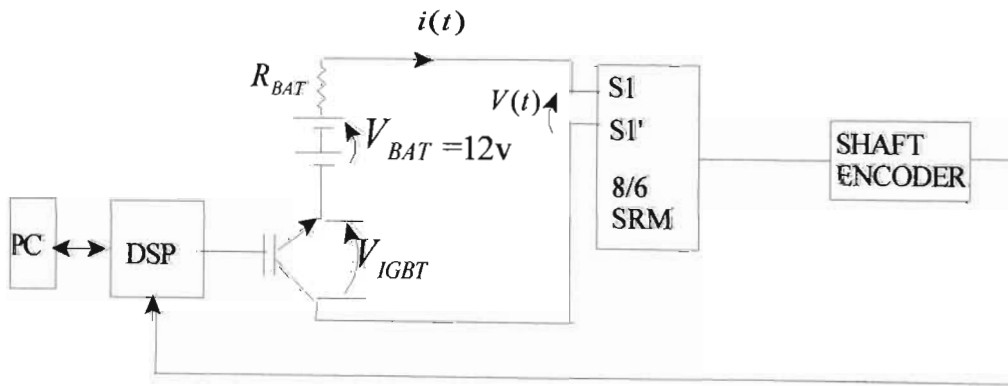 i(t)
R_BAT
V_BAT =12v
V(t)
S1
S1'
8/6
SRM
SHAFT
ENCODER
PC
DSP
V_IGBT